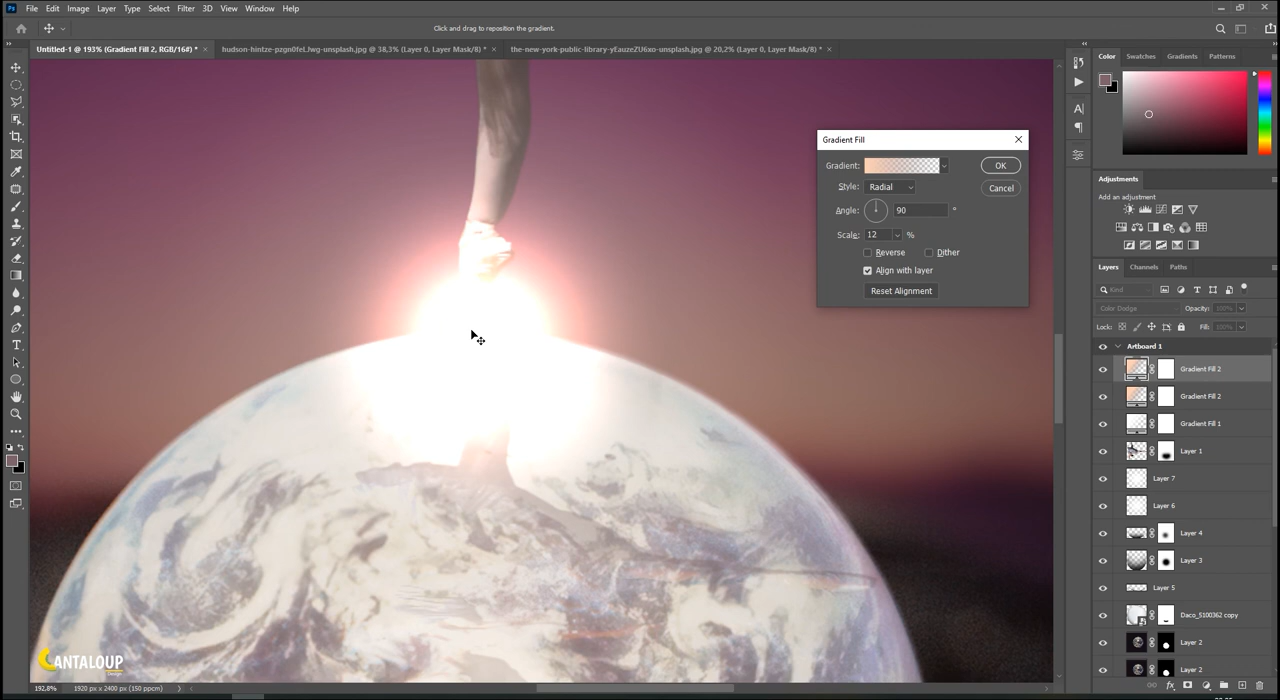 Ps File Edit Image Layer Type Select Filter 3D View Window Help
Click and drag to reposition the gradient.
Untitled-1 @ 193% (Gradient Fill 2, RGB/16#) * ×
hudson-hintze-pzgn0feI.lwg-unsplash.jpg @ 38,3% (Layer 0, Layer Mask/8) * ×
the-new-york-public-library-yEauzeZU6xo-unsplash.jpg @ 20,2% (Layer 0, Layer Mask/8) * ×
Color Swatches Gradients Patterns
Gradient Fill
Gradient: OK
Style: Radial Cancel
Angle: 90 °
Scale: 12 %
Reverse Dither
Align with layer
Reset Alignment
Adjustments
Add an adjustment
Layers Channels Paths
Kind
Color Dodge Opacity: 100%
Lock: Fill: 100%
Artboard 1
Gradient Fill 2
Gradient Fill 2
Gradient Fill 1
Layer 1
Layer 7
Layer 6
Layer 4
Layer 3
Layer 5
Daco_5100362 copy
Layer 2
Layer 2
CANTALOUP
Design
192,8% 1920 px x 2400 px (150 ppcm)